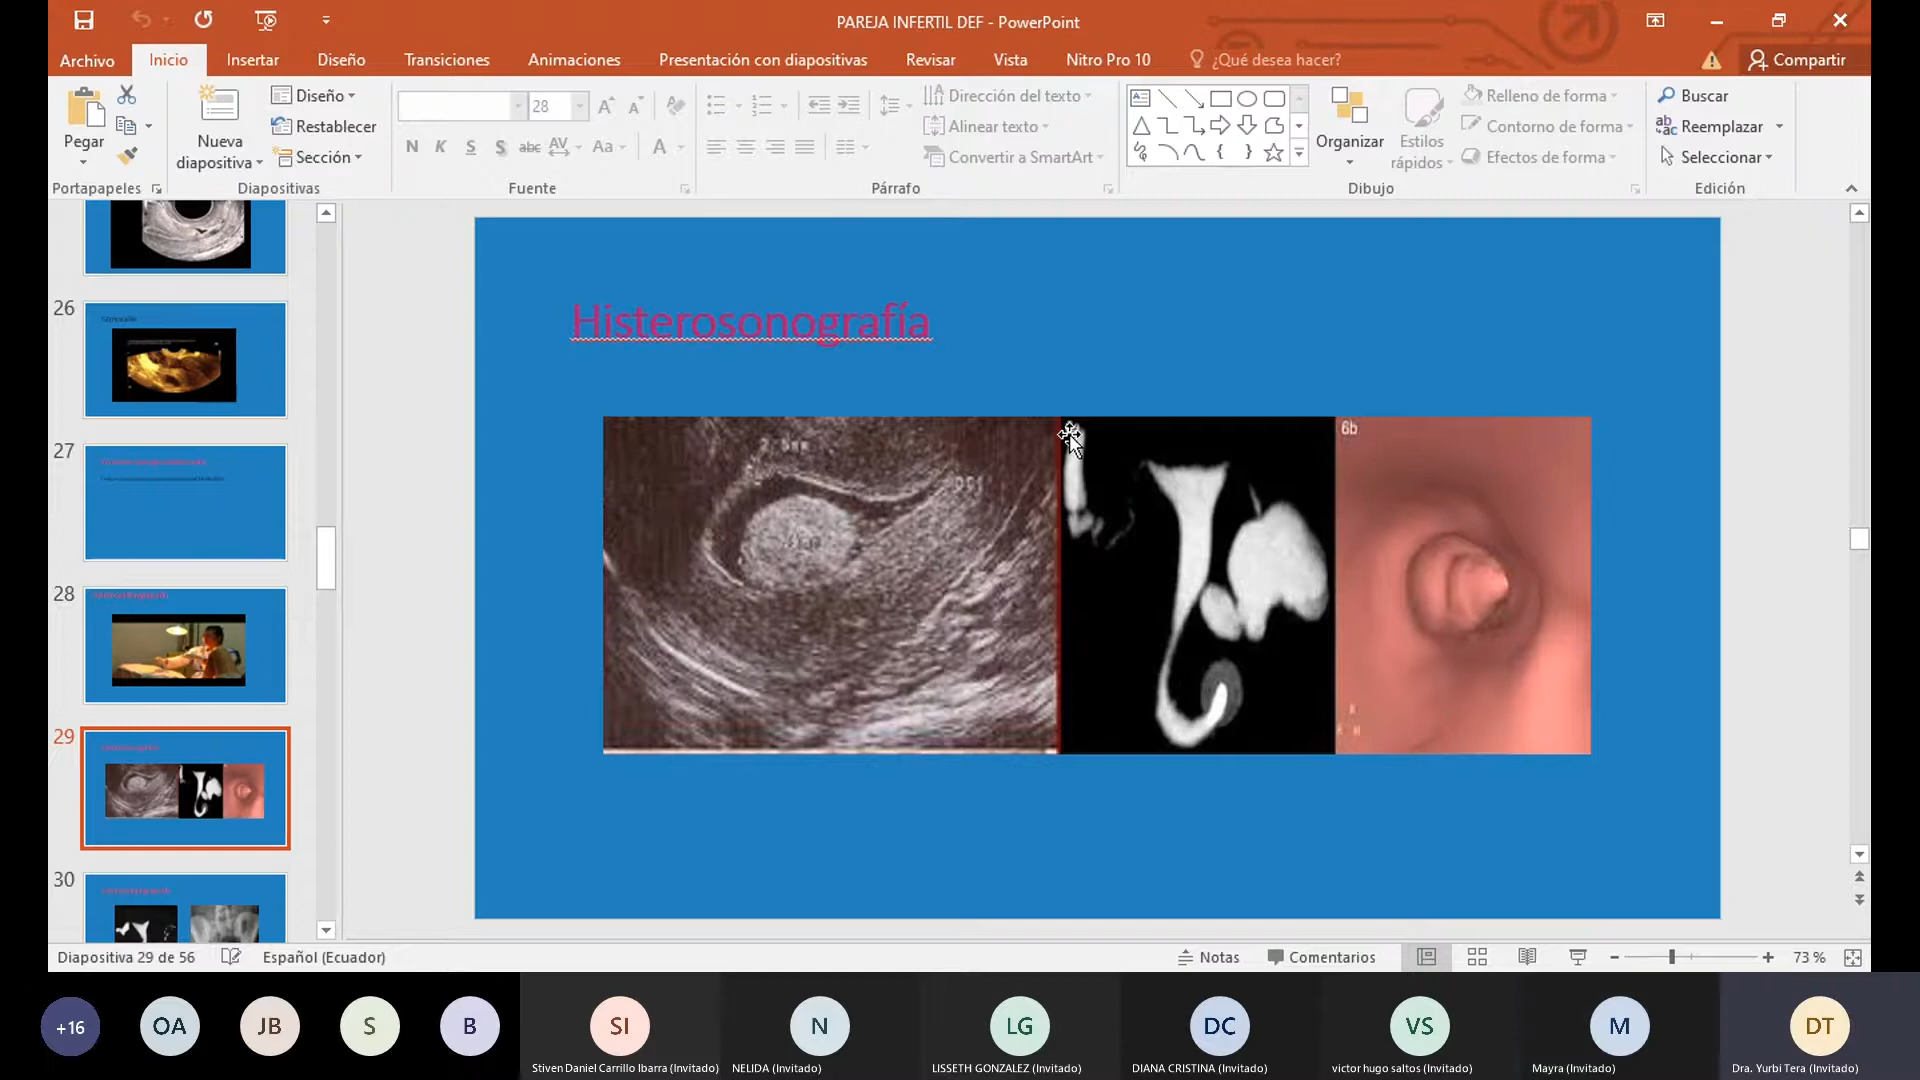 PAREJA INFERTIL DEF - PowerPoint
Archivo
Inicio
Insertar
Diseño
Transiciones
Animaciones
Presentación con diapositivas
Revisar
Vista
Nitro Pro 10
¿Qué desea hacer?
Compartir
Pegar
Nueva
diapositiva
Diseño
Restablecer
Sección
28
N K S S abc AV Aa A
Dirección del texto
Alinear texto
Convertir a SmartArt
Organizar
Estilos
rápidos
Relleno de forma
Contorno de forma
Efectos de forma
Buscar
Reemplazar
Seleccionar
Portapapeles
Diapositivas
Fuente
Párrafo
Dibujo
Edición
26
27
28
29
30
Histerosonografía
6b
Diapositiva 29 de 56
Español (Ecuador)
Notas
Comentarios
73 %
+16
OA
JB
S
B
SI
N
LG
DC
VS
M
DT
Stiven Daniel Carrillo Ibarra (Invitado)
NELIDA (Invitado)
LISSETH GONZALEZ (Invitado)
DIANA CRISTINA (Invitado)
victor hugo saltos (Invitado)
Mayra (Invitado)
Dra. Yurbi Tera (Invitado)